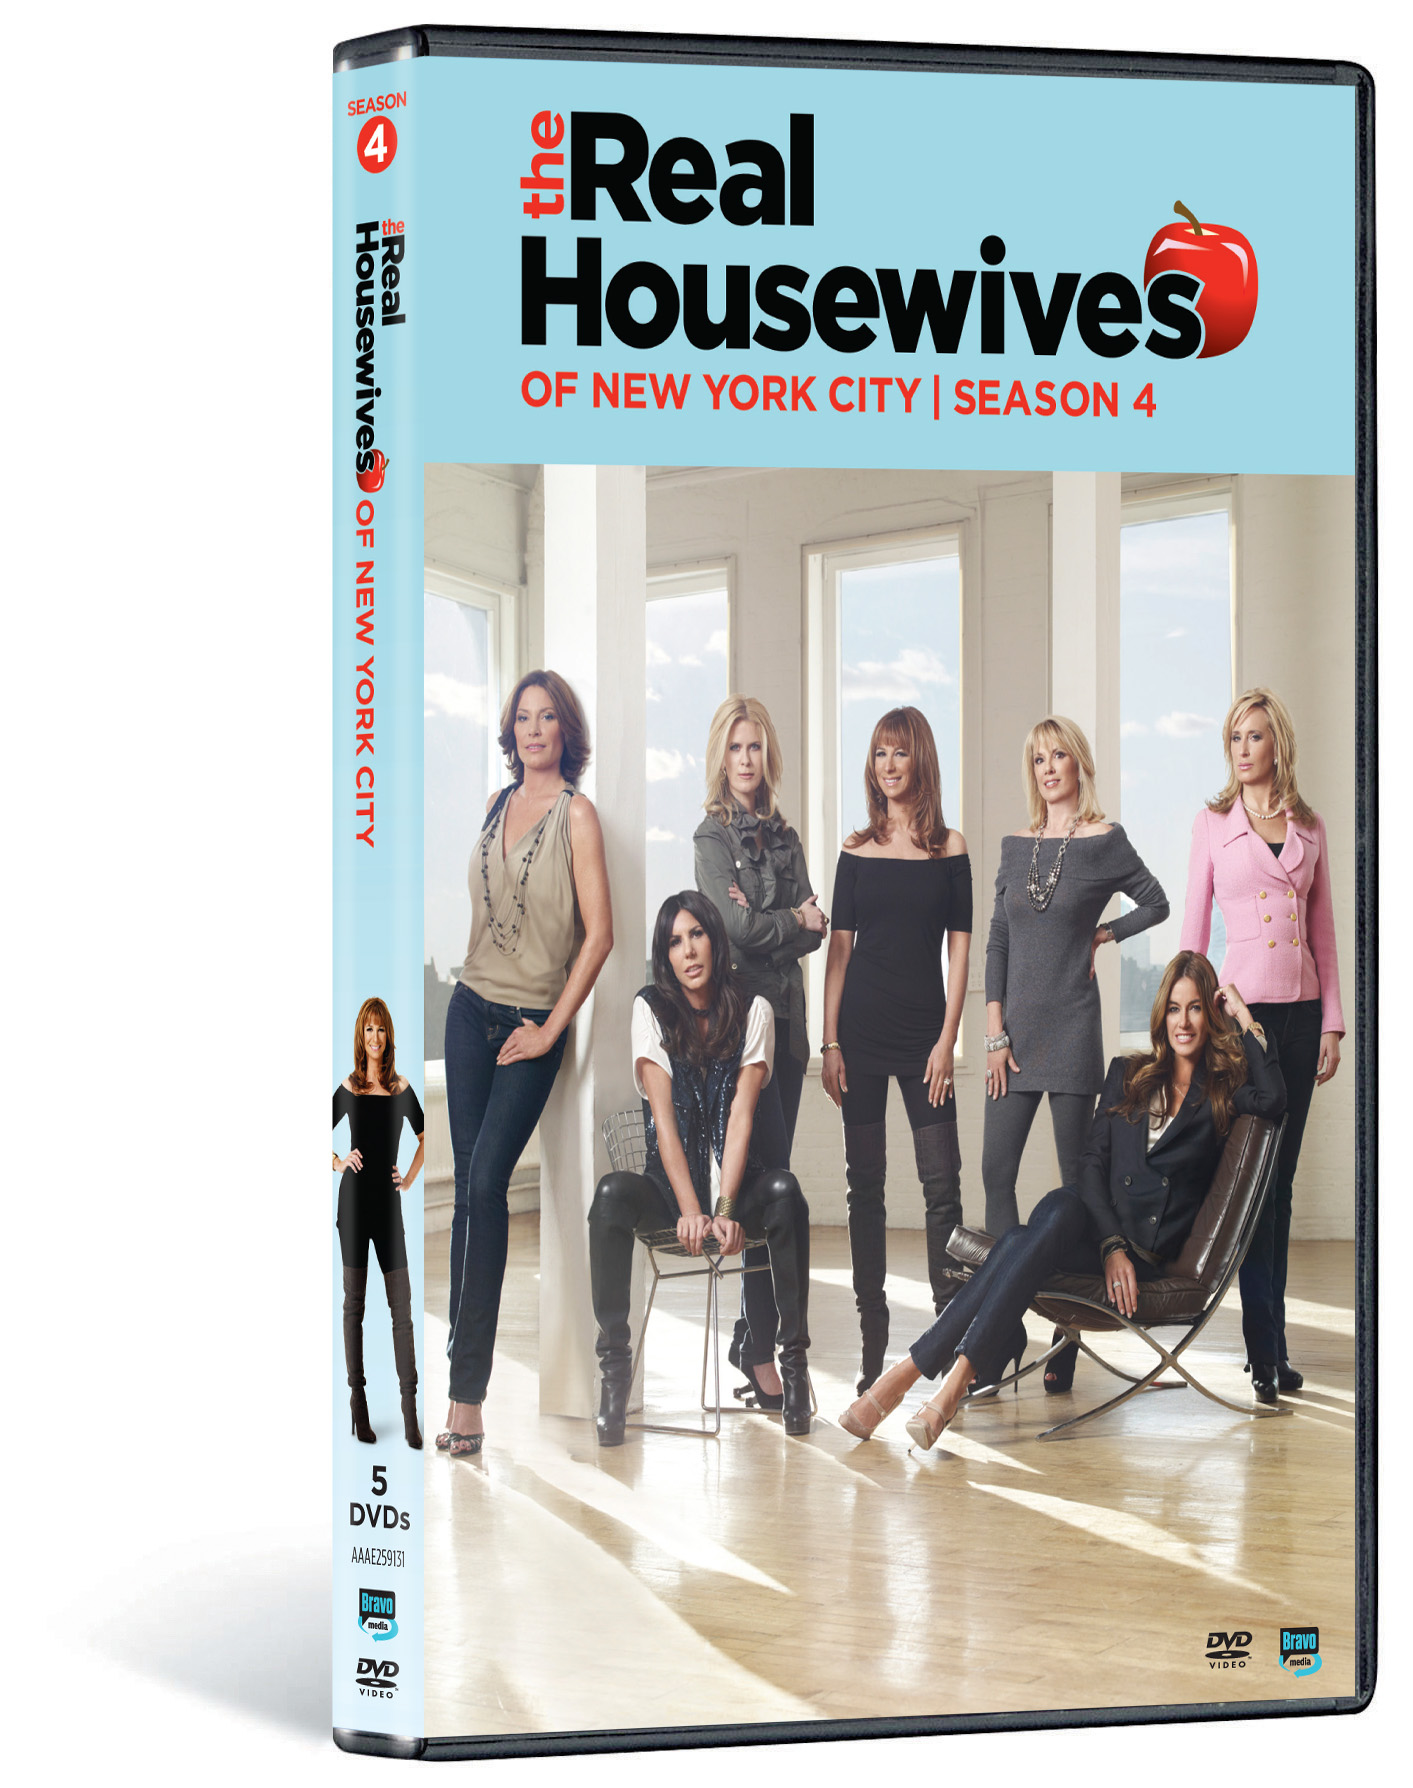 SEASON
4
the Real
Housewives
OF NEW YORK CITY
5
DVDs
AAAE259131
Bravo
media
DVD
VIDEO
the Real
Housewives
OF NEW YORK CITY | SEASON 4
DVD
VIDEO
Bravo
media